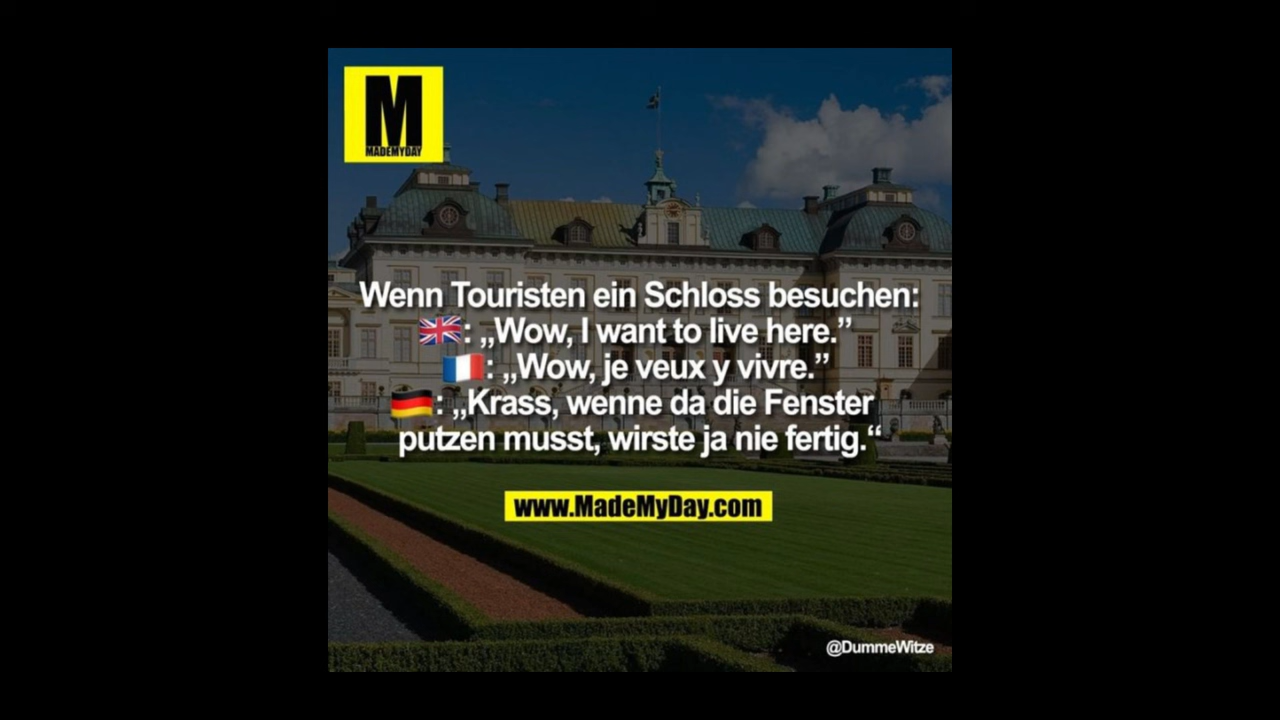 M
MADEMYDAY
Wenn Touristen ein Schloss besuchen:
🇬🇧: „Wow, I want to live here.”
🇫🇷: „Wow, je veux y vivre.”
🇩🇪: „Krass, wenne da die Fenster
putzen musst, wirste ja nie fertig.“
www.MadeMyDay.com
@DummeWitze